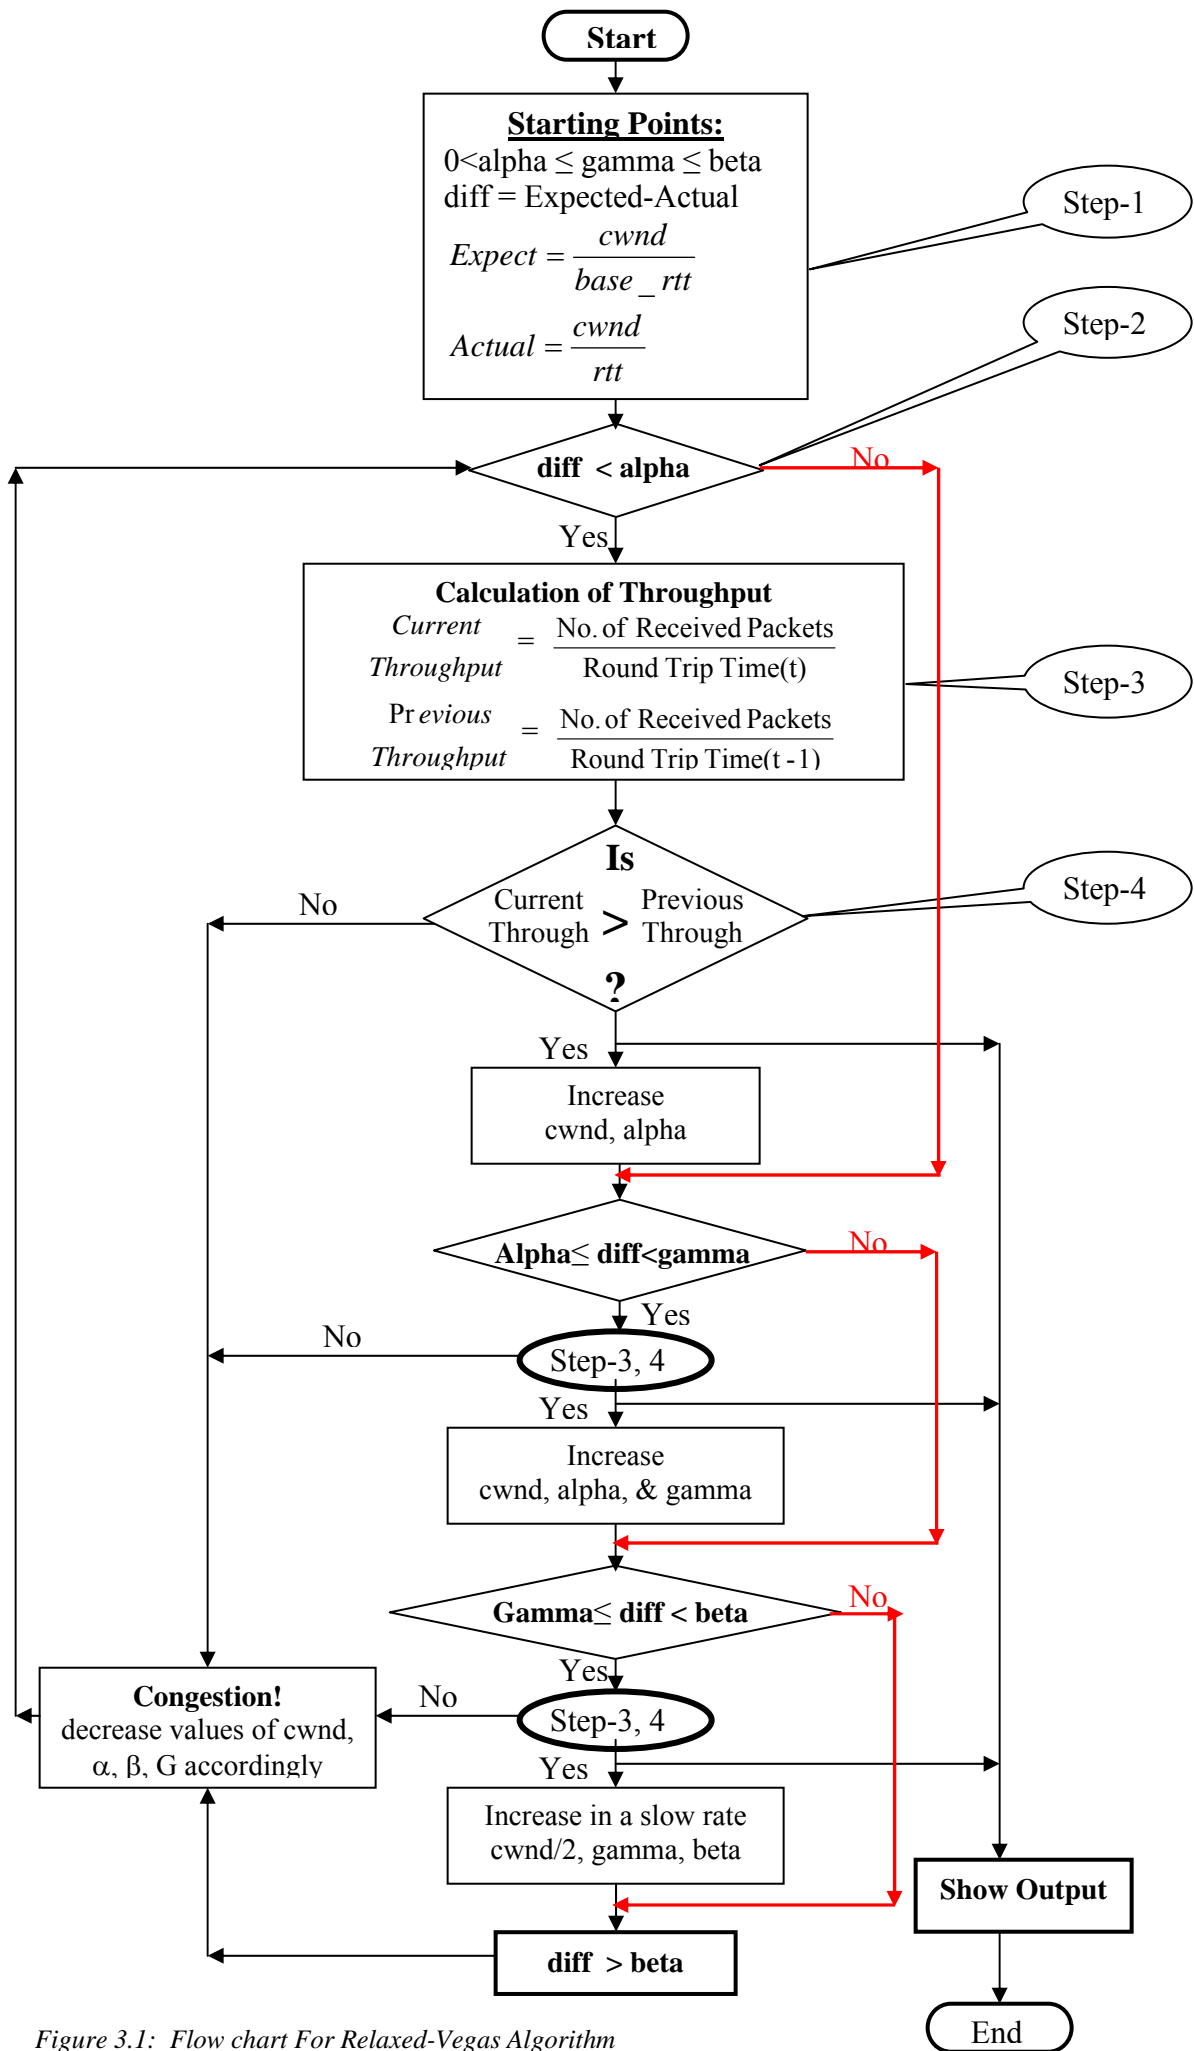 Start
Starting Points:
0<alpha ≤ gamma ≤ beta
diff = Expected-Actual
Expect = cwnd / base _ rtt
Actual = cwnd / rtt
Step-1
Step-2
diff < alpha
No
Yes
Calculation of Throughput
Current Throughput = No. of Received Packets / Round Trip Time(t)
Previous Throughput = No. of Received Packets / Round Trip Time(t -1)
Step-3
Is
Current Through > Previous Through
?
Step-4
No
Yes
Increase
cwnd, alpha
Alpha≤ diff<gamma
No
Yes
No
Step-3, 4
Yes
Increase
cwnd, alpha, & gamma
Gamma≤ diff < beta
No
Yes
Congestion!
decrease values of cwnd,
α, β, G accordingly
No
Step-3, 4
Yes
Increase in a slow rate
cwnd/2, gamma, beta
Show Output
diff > beta
End
Figure 3.1: Flow chart For Relaxed-Vegas Algorithm